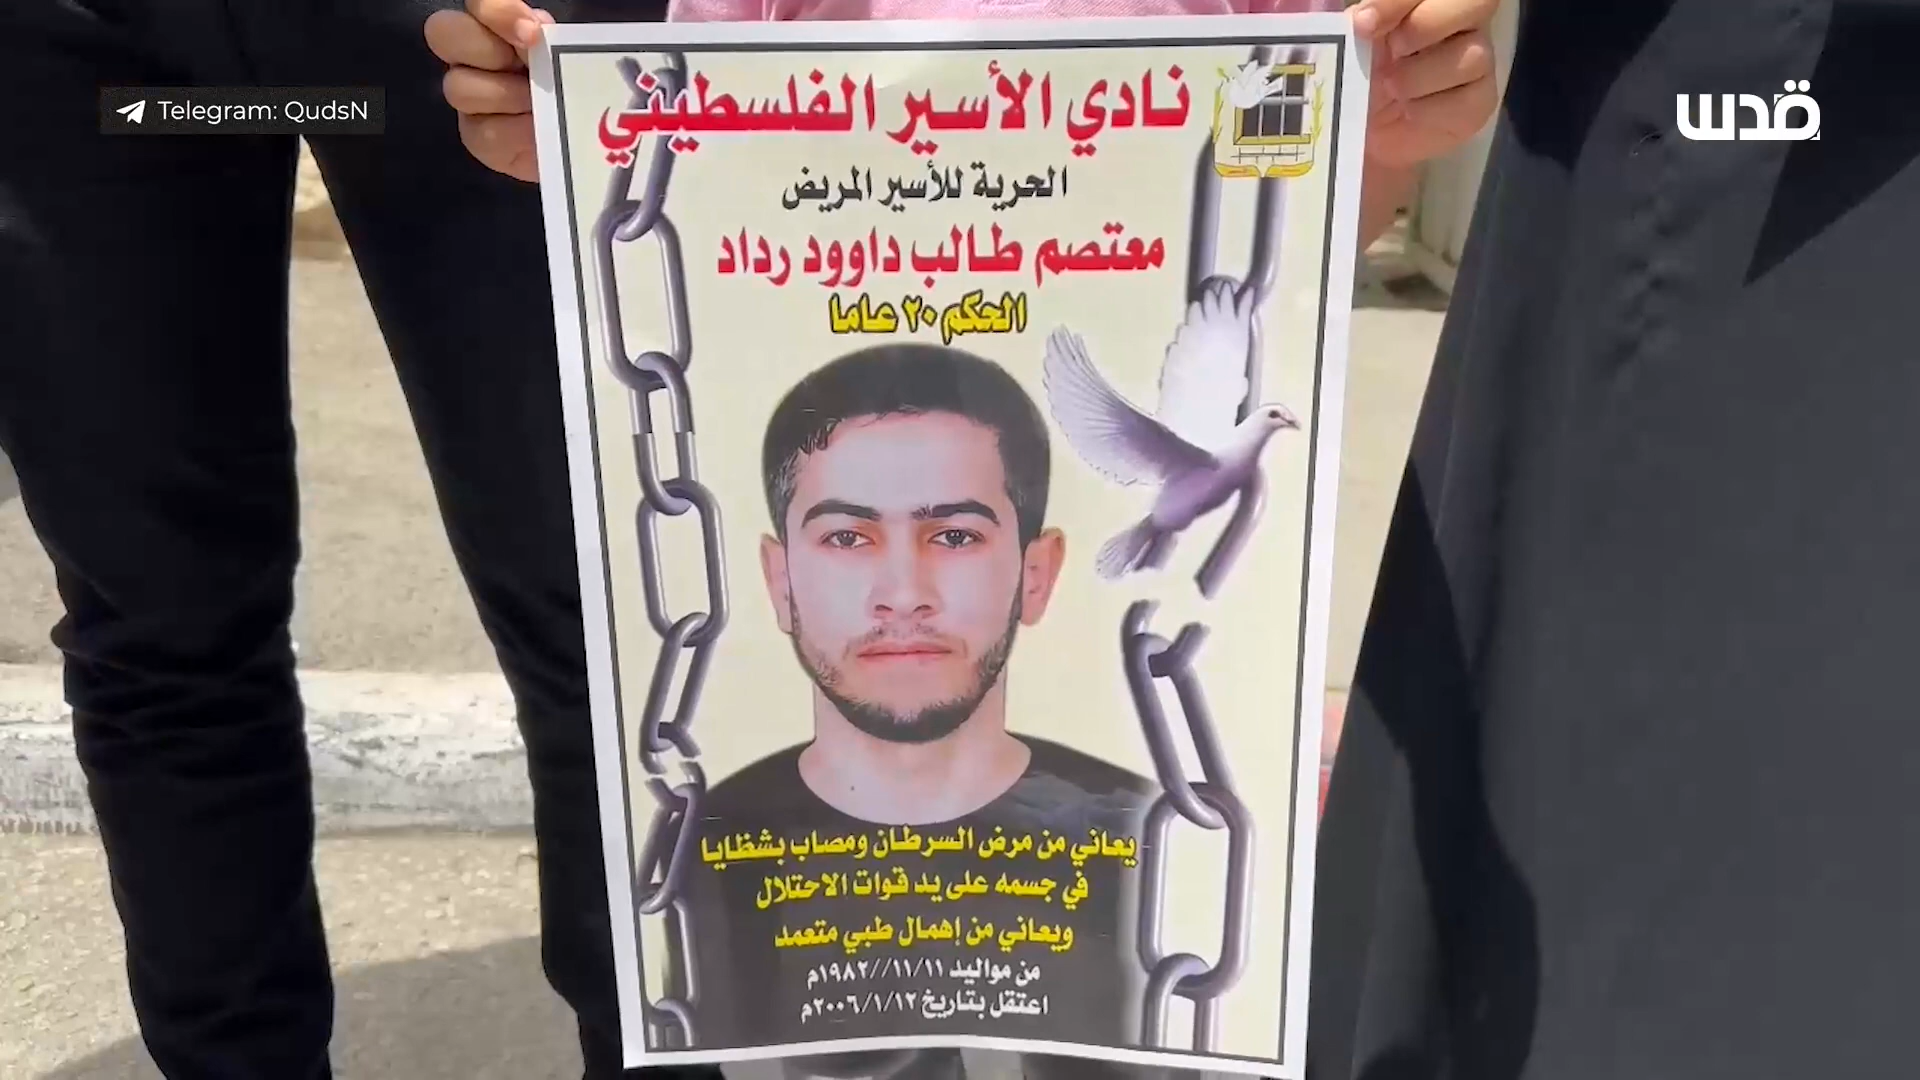 Telegram: QudsN
قدس
نادي الأسير الفلسطيني
الحرية للأسير المريض
معتصم طالب داوود رداد
الحكم ٢٠ عاما
يعاني من مرض السرطان ومصاب بشظايا
في جسمه على يد قوات الاحتلال
ويعاني من إهمال طبي متعمد
من مواليد ١١/١١//١٩٨٢م
اعتقل بتاريخ ٢٠٠٦/١/١٢م